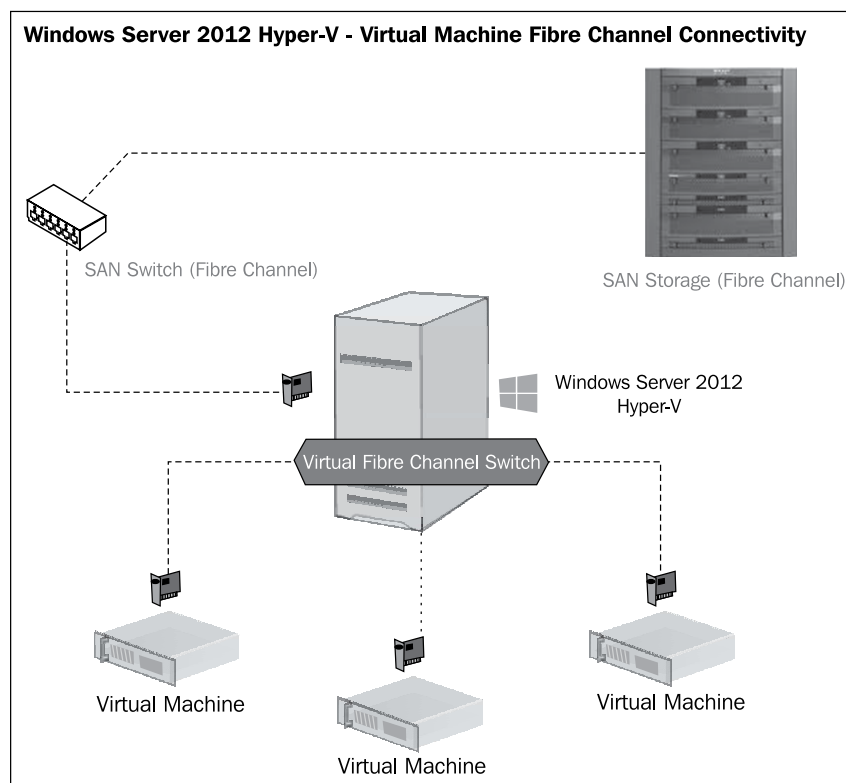 Windows Server 2012 Hyper-V - Virtual Machine Fibre Channel Connectivity
SAN Switch (Fibre Channel)
SAN Storage (Fibre Channel)
Windows Server 2012
Hyper-V
Virtual Fibre Channel Switch
Virtual Machine
Virtual Machine
Virtual Machine